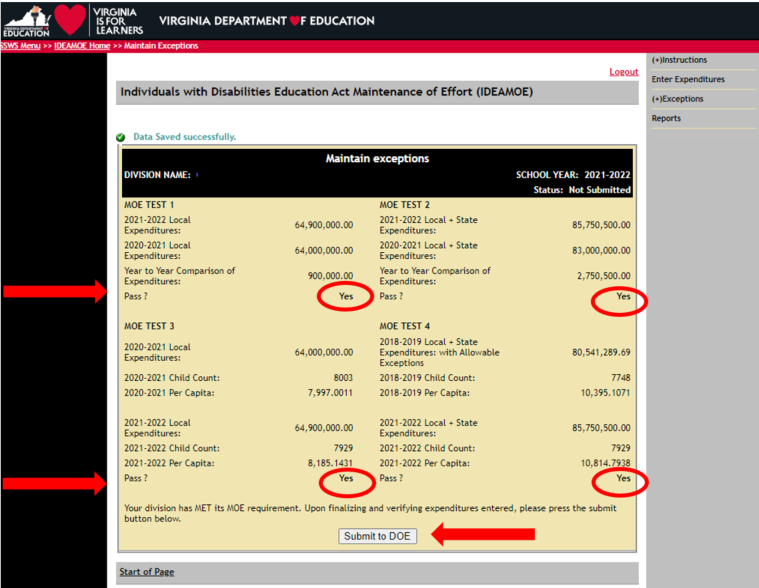 VIRGINIA DEPARTMENT OF
EDUCATION
VIRGINIA
IS FOR
LEARNERS
VIRGINIA DEPARTMENT F EDUCATION
SSWS Menu >> IDEAMOE Home >> Maintain Exceptions
(+)Instructions
Enter Expenditures
(+)Exceptions
Reports
Logout
Individuals with Disabilities Education Act Maintenance of Effort (IDEAMOE)
Data Saved successfully.
Maintain exceptions
DIVISION NAME: SCHOOL YEAR: 2021-2022
Status: Not Submitted
MOE TEST 1 MOE TEST 2
2021-2022 Local 2021-2022 Local + State
Expenditures: 64,900,000.00 Expenditures: 85,750,500.00
2020-2021 Local 2020-2021 Local + State
Expenditures: 64,000,000.00 Expenditures: 83,000,000.00
Year to Year Comparison of Year to Year Comparison of
Expenditures: 900,000.00 Expenditures: 2,750,500.00
Pass ? Yes Pass ? Yes
MOE TEST 3 MOE TEST 4
2020-2021 Local 2018-2019 Local + State
Expenditures: 64,000,000.00 Expenditures: with Allowable 80,541,289.69
Exceptions
2020-2021 Child Count: 8003 2018-2019 Child Count: 7748
2020-2021 Per Capita: 7,997.0011 2018-2019 Per Capita: 10,395.1071
2021-2022 Local 2021-2022 Local + State
Expenditures: 64,900,000.00 Expenditures: 85,750,500.00
2021-2022 Child Count: 7929 2021-2022 Child Count: 7929
2021-2022 Per Capita: 8,185.1431 2021-2022 Per Capita: 10,814.7938
Pass ? Yes Pass ? Yes
Your division has MET its MOE requirement. Upon finalizing and verifying expenditures entered, please press the submit
button below.
Submit to DOE
Start of Page